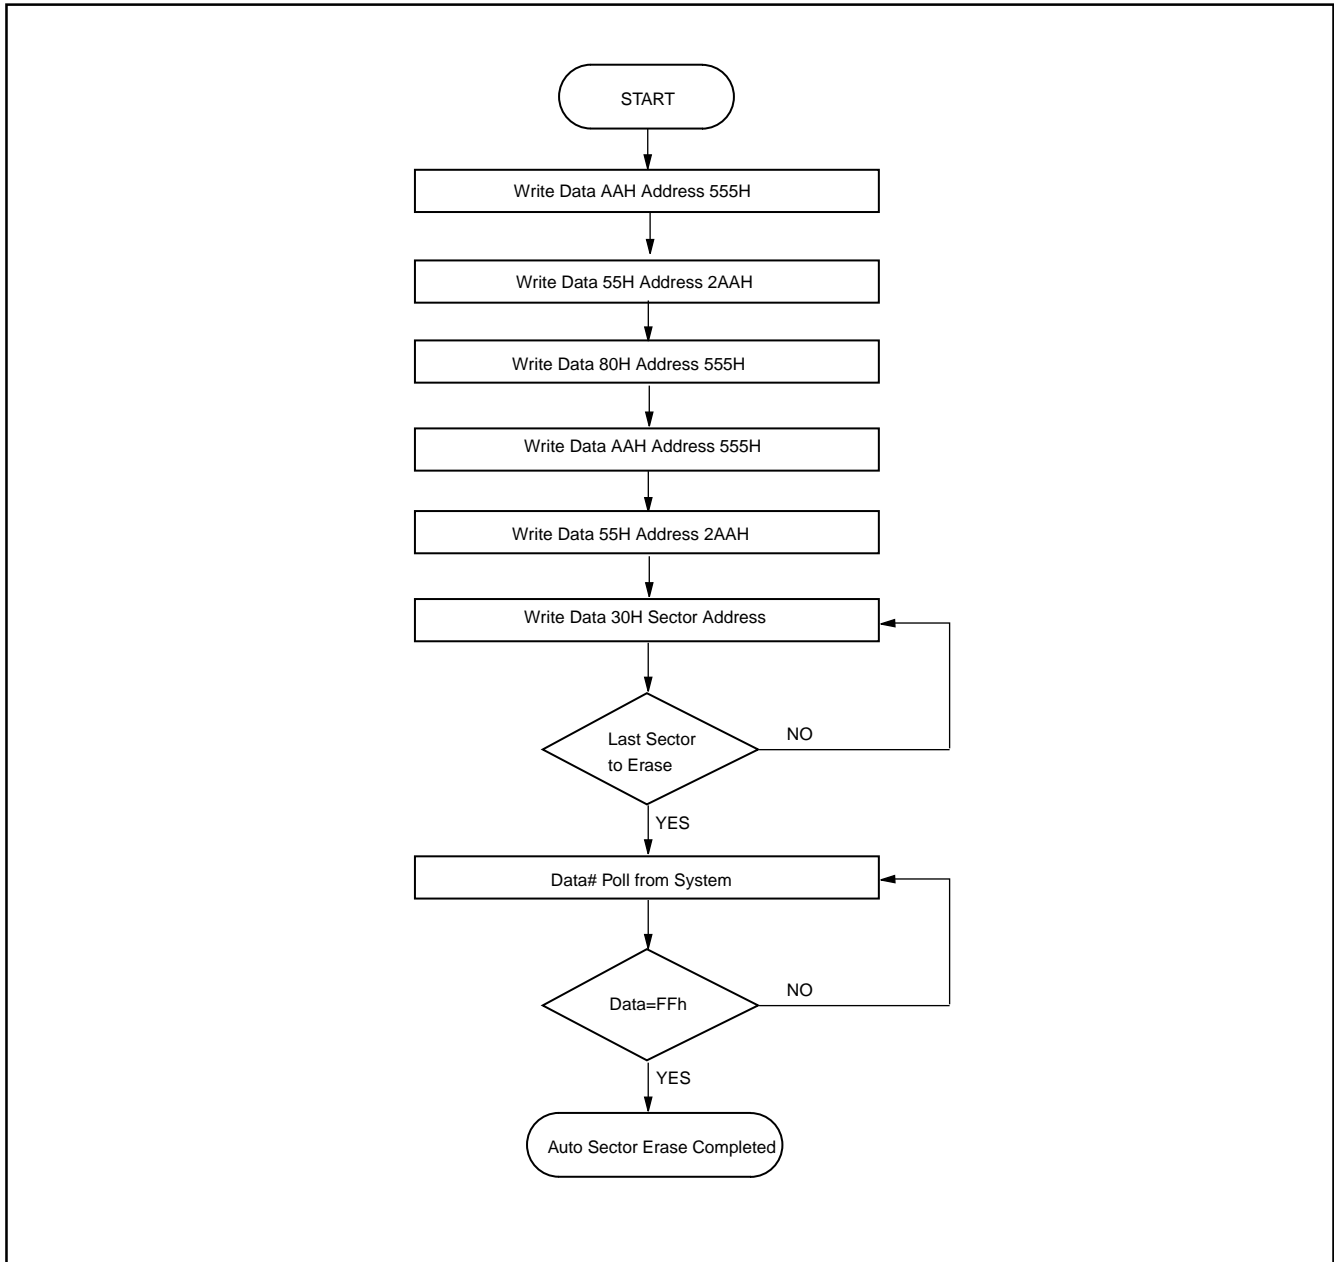 START
Write Data AAH Address 555H
Write Data 55H Address 2AAH
Write Data 80H Address 555H
Write Data AAH Address 555H
Write Data 55H Address 2AAH
Write Data 30H Sector Address
Last Sector
to Erase
NO
YES
Data# Poll from System
Data=FFh
NO
YES
Auto Sector Erase Completed